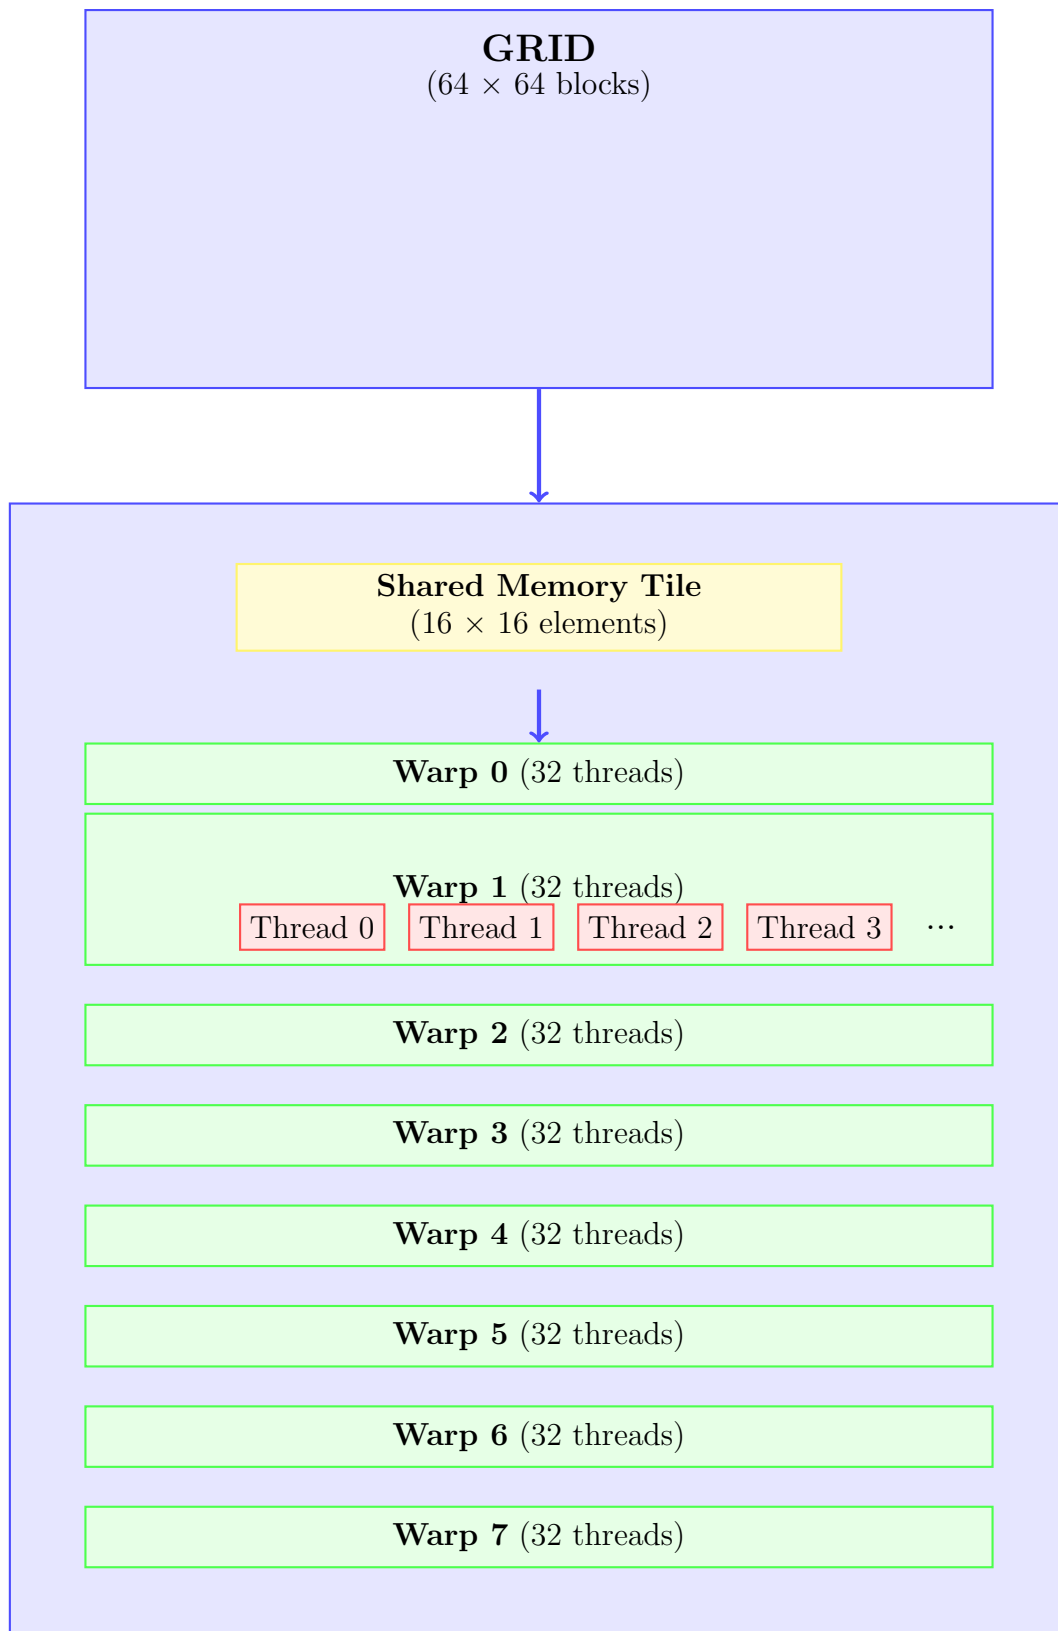 GRID
(64 × 64 blocks)
Shared Memory Tile
(16 × 16 elements)
Warp 0 (32 threads)
Warp 1 (32 threads)
Thread 0 Thread 1 Thread 2 Thread 3 ...
Warp 2 (32 threads)
Warp 3 (32 threads)
Warp 4 (32 threads)
Warp 5 (32 threads)
Warp 6 (32 threads)
Warp 7 (32 threads)